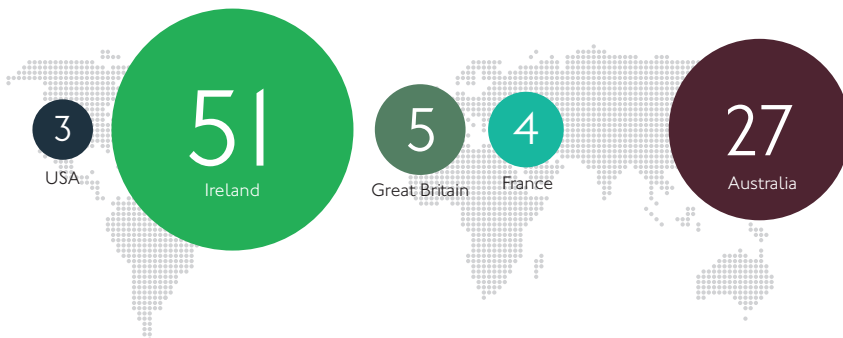 3
USA
51
Ireland
5
Great Britain
4
France
27
Australia